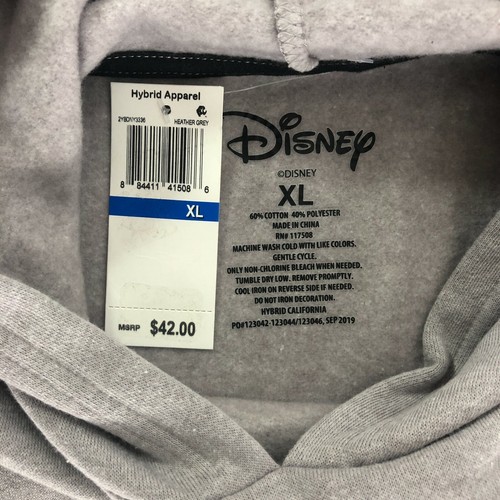 Hybrid Apparel
2YBDNY3336 HEATHER GREY
8 84411 41508 6
XL
MSRP $42.00
Disney
©DISNEY
XL
60% COTTON 40% POLYESTER
MADE IN CHINA
RN# 117508
MACHINE WASH COLD WITH LIKE COLORS.
GENTLE CYCLE.
ONLY NON-CHLORINE BLEACH WHEN NEEDED.
TUMBLE DRY LOW. REMOVE PROMPTLY.
COOL IRON ON REVERSE SIDE IF NEEDED.
DO NOT IRON DECORATION.
HYBRID CALIFORNIA
PO#123042-123044/123046, SEP 2019